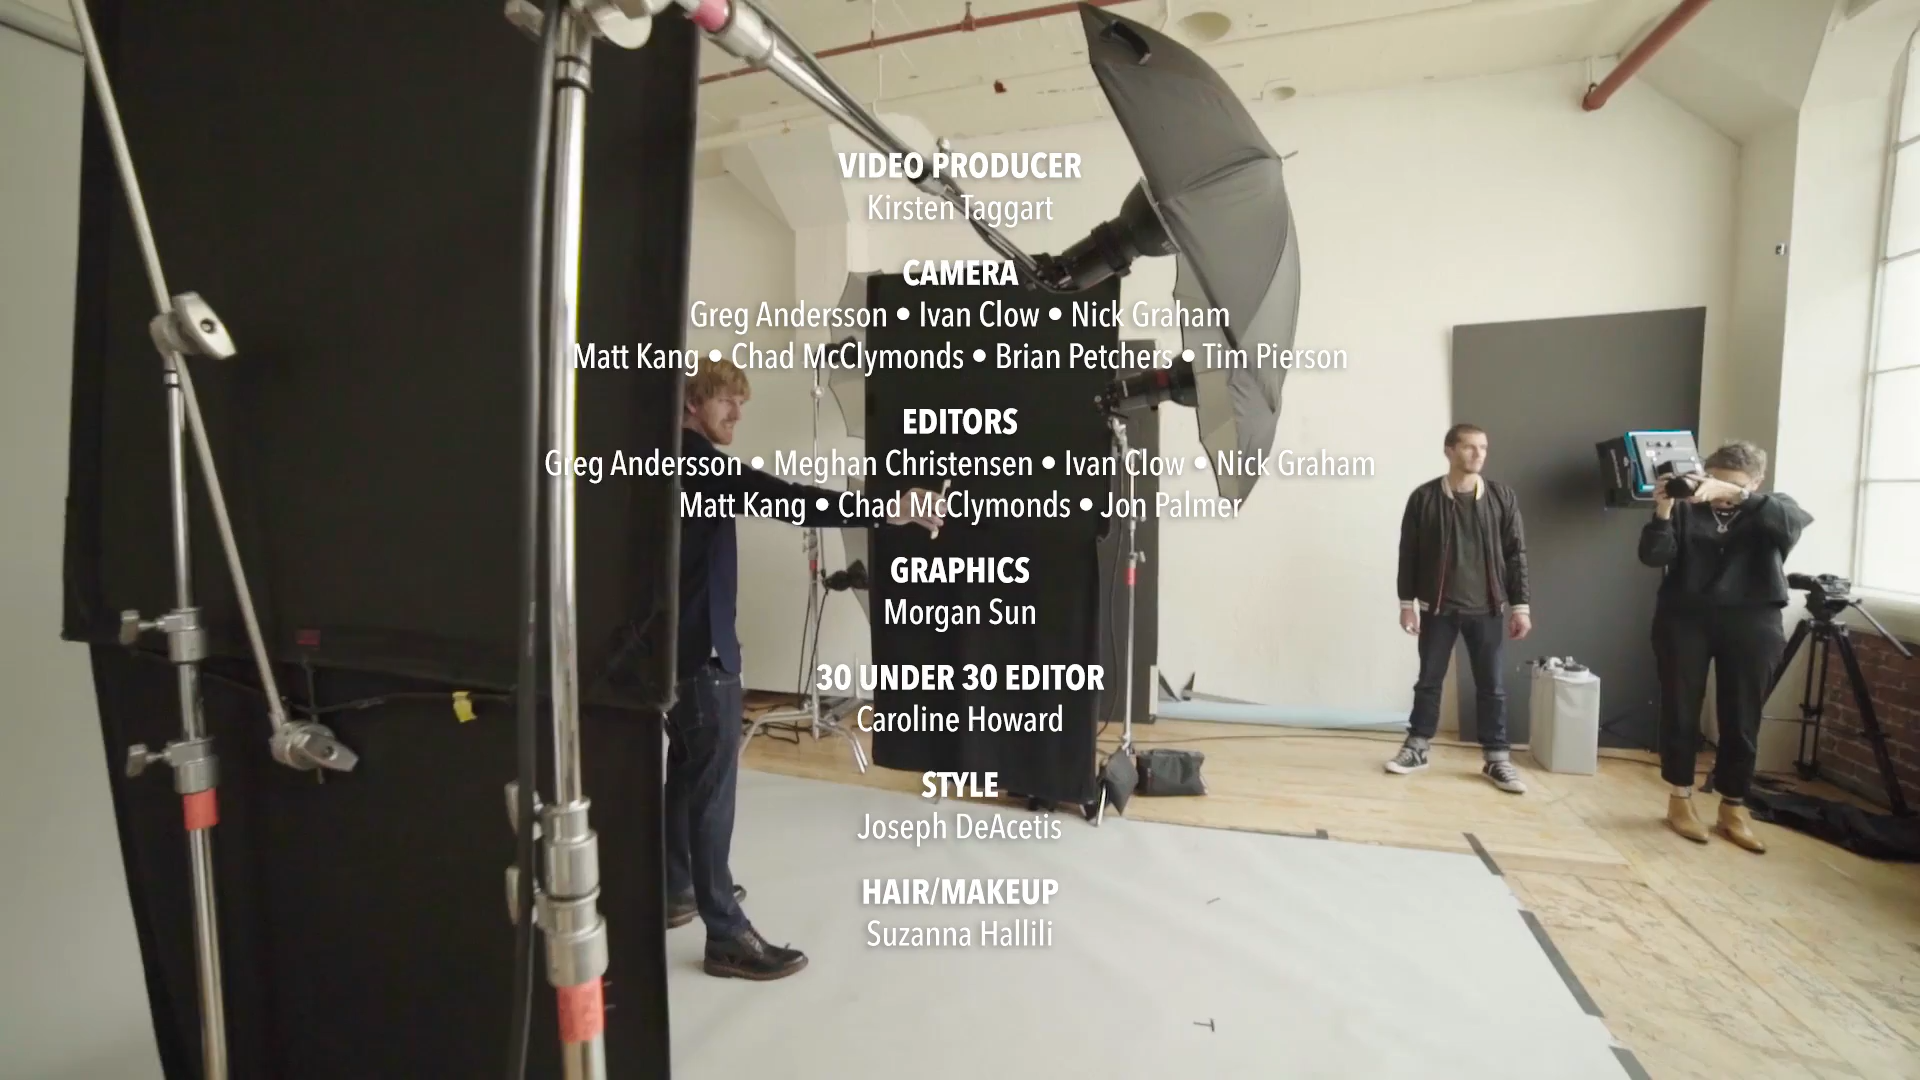 VIDEO PRODUCER
Kirsten Taggart
CAMERA
Greg Andersson • Ivan Clow • Nick Graham
Matt Kang • Chad McClymonds • Brian Petchers • Tim Pierson
EDITORS
Greg Andersson • Meghan Christensen • Ivan Clow • Nick Graham
Matt Kang • Chad McClymonds • Jon Palmer
GRAPHICS
Morgan Sun
30 UNDER 30 EDITOR
Caroline Howard
STYLE
Joseph DeAcetis
HAIR/MAKEUP
Suzanna Hallili